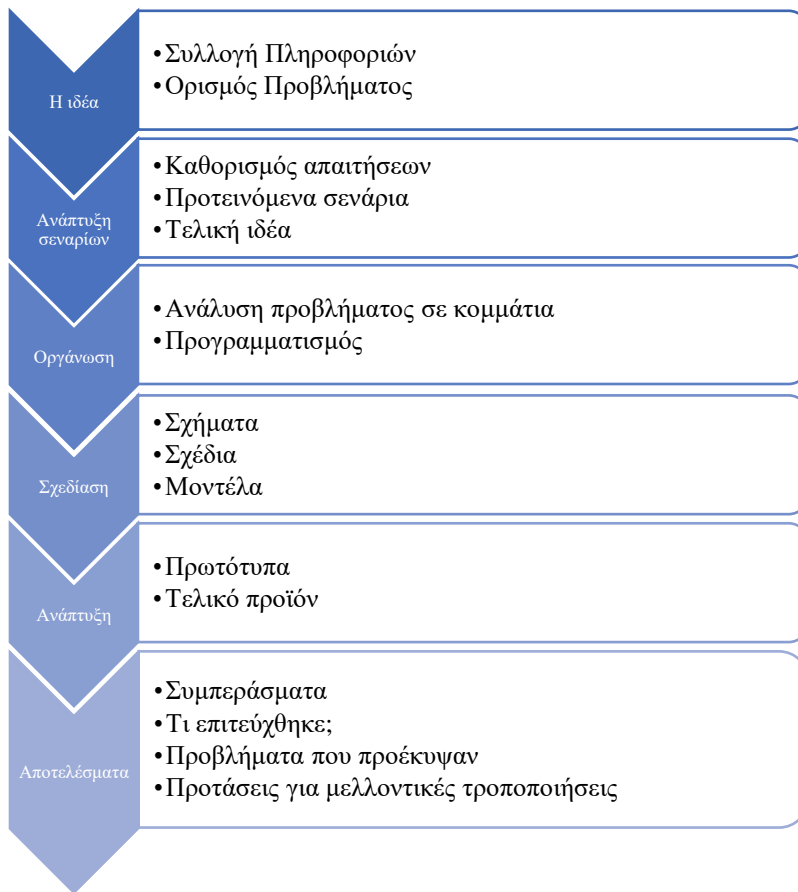 Η ιδέα
•Συλλογή Πληροφοριών
•Ορισμός Προβλήματος
Ανάπτυξη
σεναρίων
•Καθορισμός απαιτήσεων
•Προτεινόμενα σενάρια
•Τελική ιδέα
Οργάνωση
•Ανάλυση προβλήματος σε κομμάτια
•Προγραμματισμός
Σχεδίαση
•Σχήματα
•Σχέδια
•Μοντέλα
Ανάπτυξη
•Πρωτότυπα
•Τελικό προϊόν
Αποτελέσματα
•Συμπεράσματα
•Τι επιτεύχθηκε;
•Προβλήματα που προέκυψαν
•Προτάσεις για μελλοντικές τροποποιήσεις